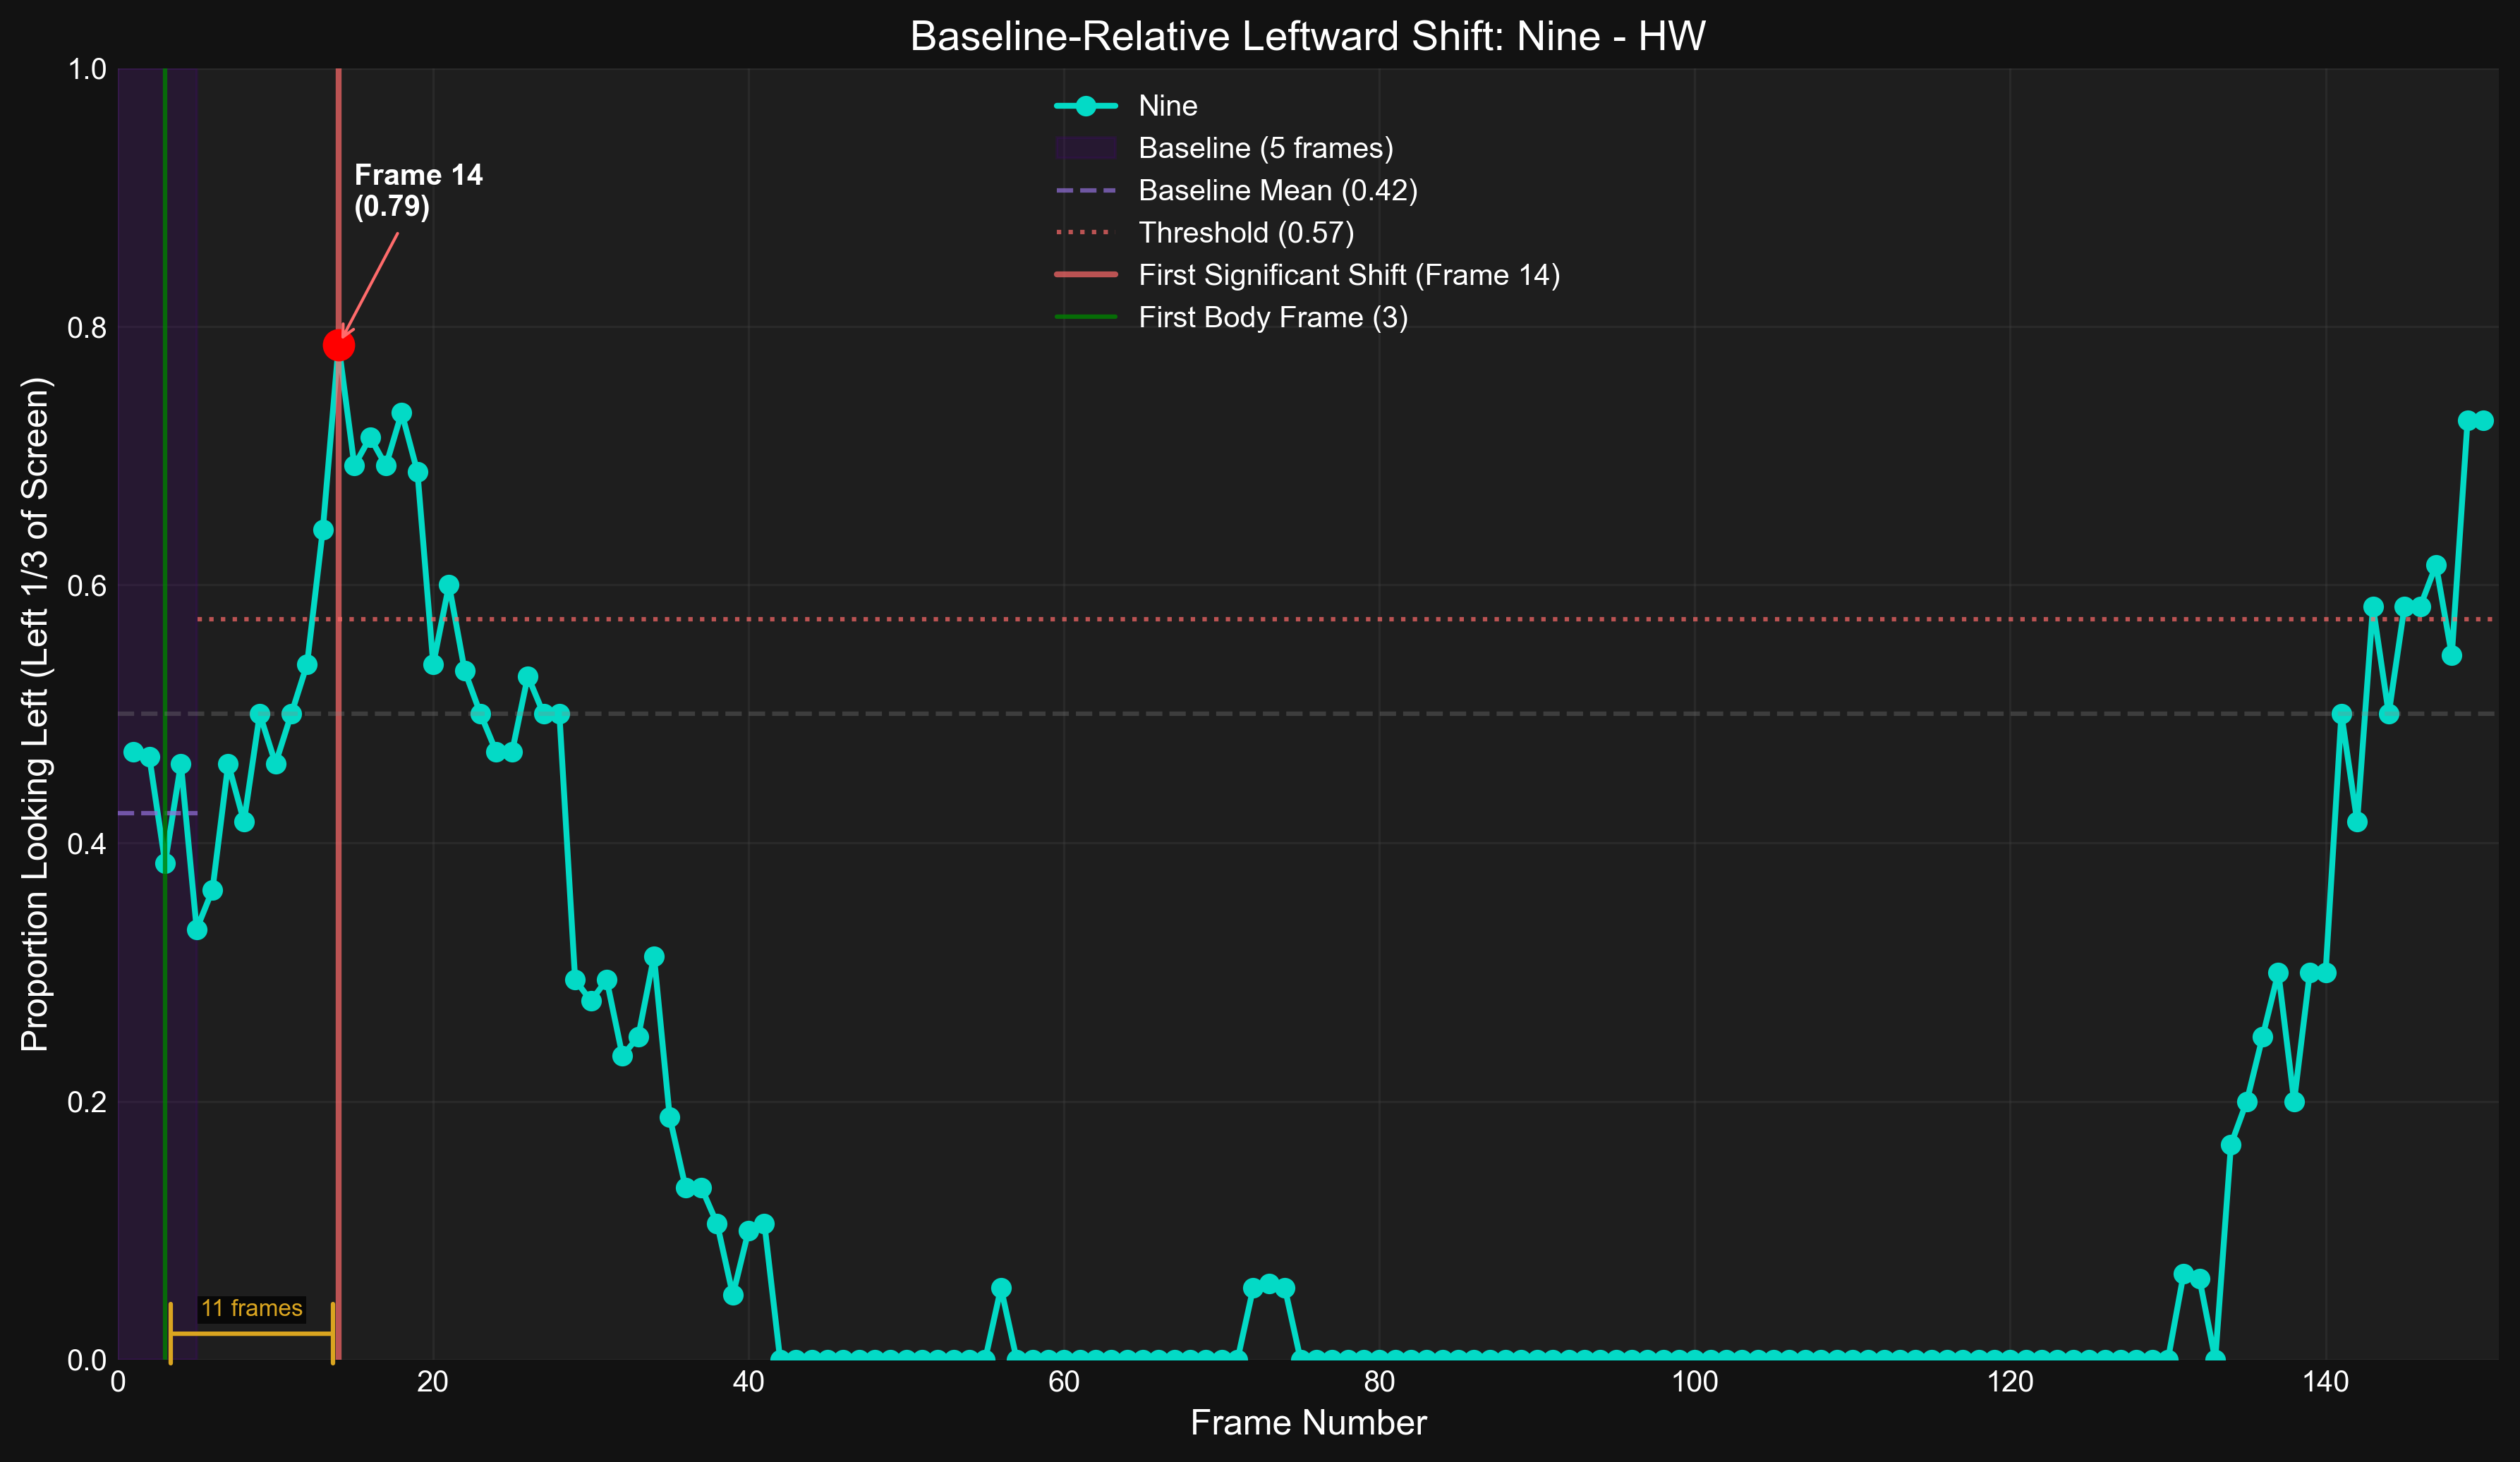 Baseline-Relative Leftward Shift: Nine - HW
Nine
Baseline (5 frames)
Baseline Mean (0.42)
Threshold (0.57)
First Significant Shift (Frame 14)
First Body Frame (3)
Frame 14
(0.79)
11 frames
Proportion Looking Left (Left 1/3 of Screen)
1.0
0.8
0.6
0.4
0.2
0.0
0 20 40 60 80 100 120 140
Frame Number